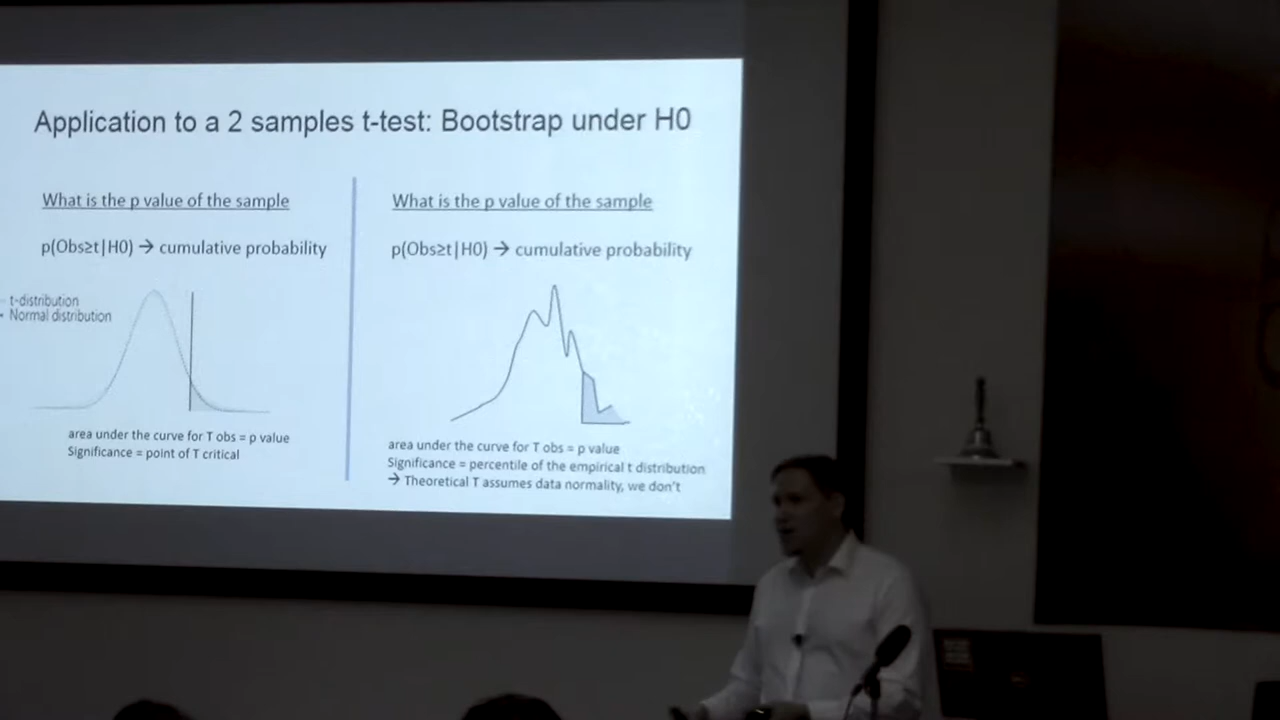 Application to a 2 samples t-test: Bootstrap under H0
What is the p value of the sample
p(Obs≥t|H0) → cumulative probability
t-distribution
Normal distribution
area under the curve for T obs = p value
Significance = point of T critical
What is the p value of the sample
p(Obs≥t|H0) → cumulative probability
area under the curve for T obs = p value
Significance = percentile of the empirical t distribution
→ Theoretical T assumes data normality, we don't